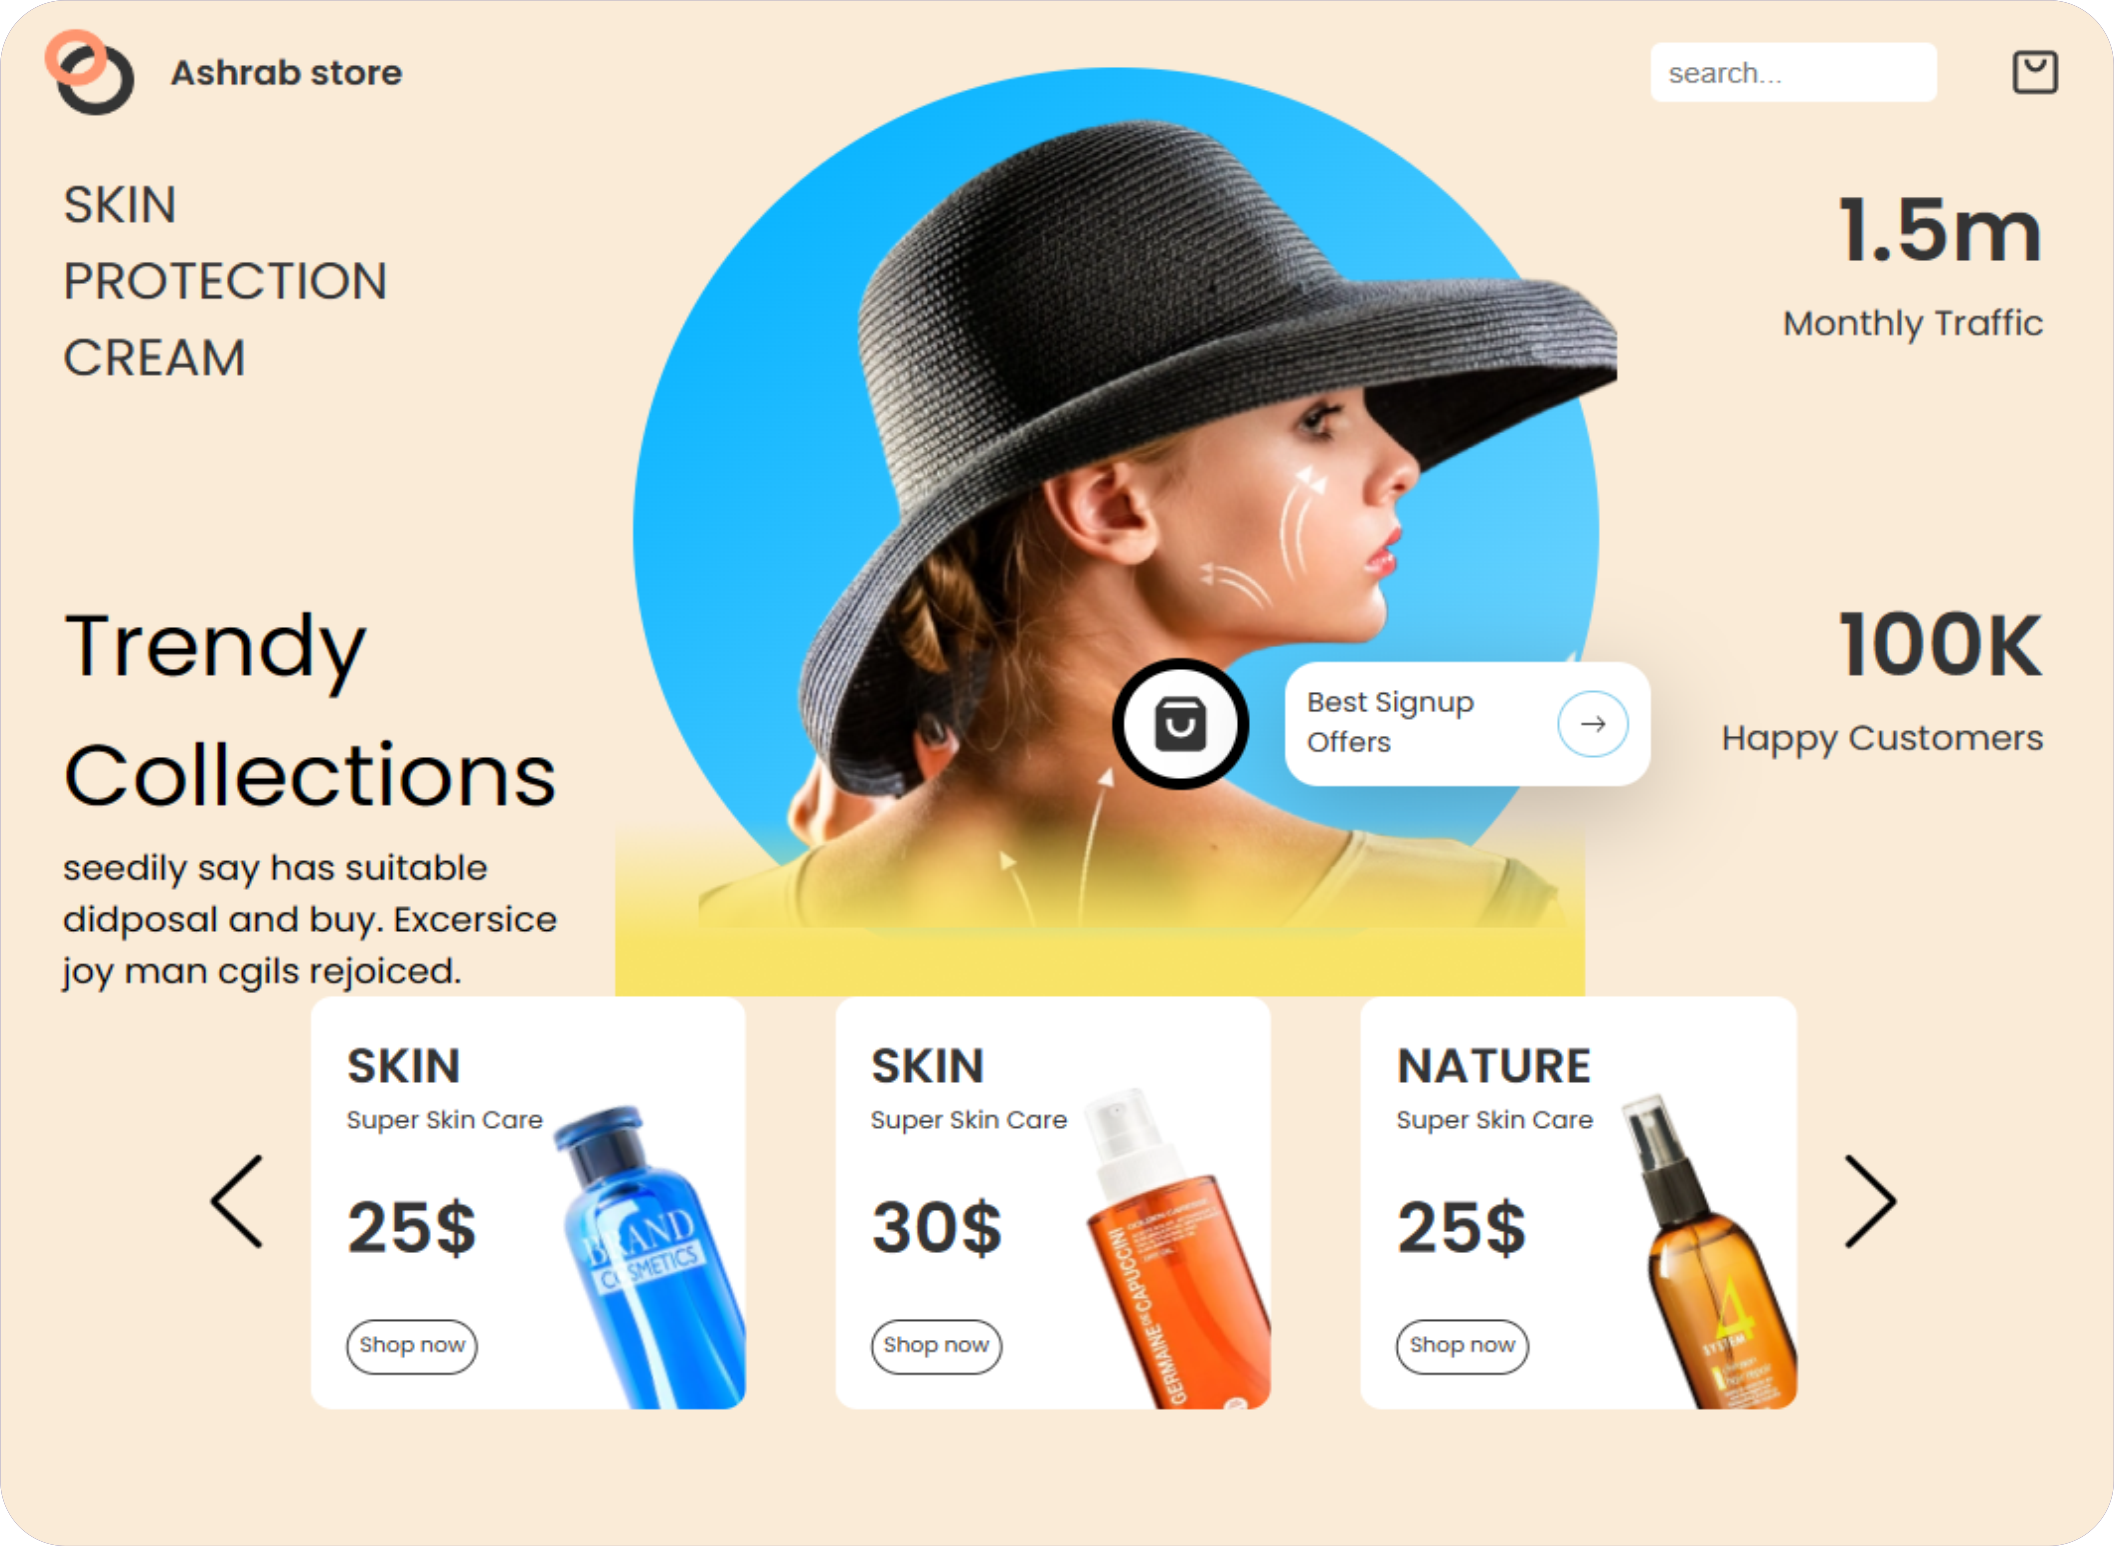 Ashrab store
search...
SKIN
PROTECTION
CREAM
1.5m
Monthly Traffic
Trendy
Collections
seedily say has suitable
didposal and buy. Excersice
joy man cgils rejoiced.
Best Signup
Offers
100K
Happy Customers
SKIN
Super Skin Care
25$
Shop now
BRAND
COSMETICS
SKIN
Super Skin Care
30$
Shop now
GERMAINE DE CAPUCCINI
NATURE
Super Skin Care
25$
Shop now
4
SYSTEM